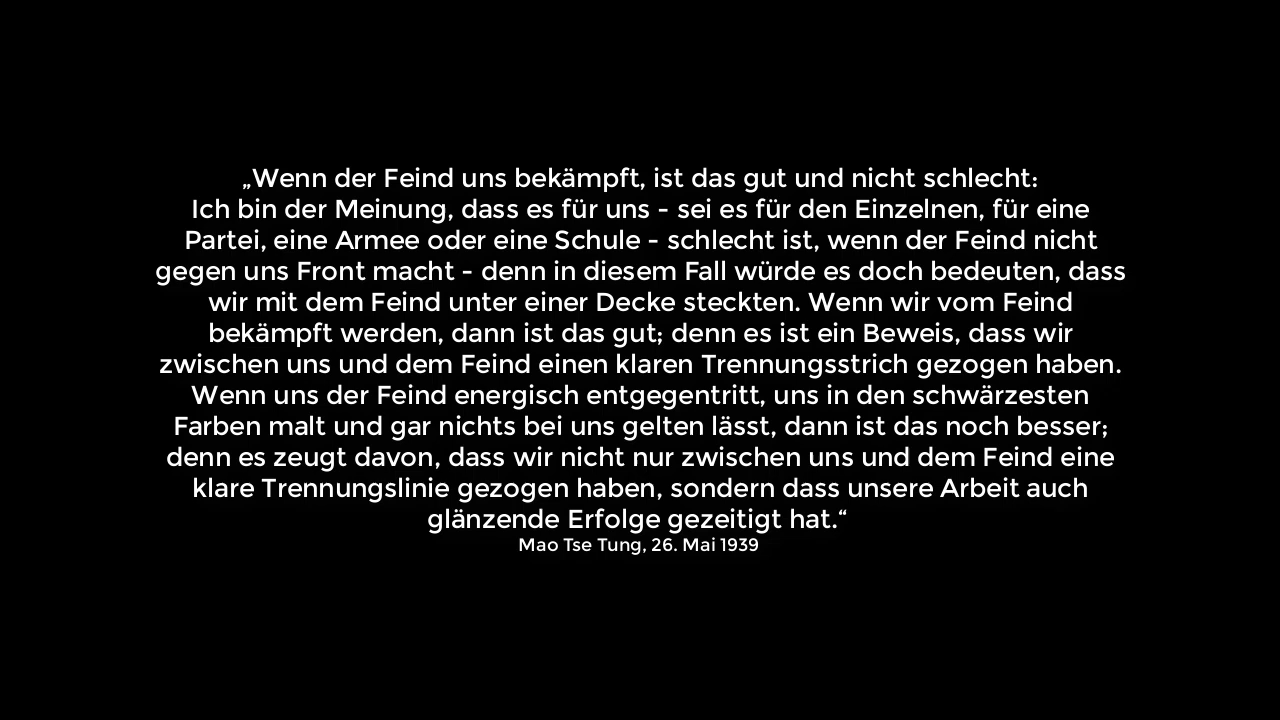 „Wenn der Feind uns bekämpft, ist das gut und nicht schlecht:
Ich bin der Meinung, dass es für uns - sei es für den Einzelnen, für eine
Partei, eine Armee oder eine Schule - schlecht ist, wenn der Feind nicht
gegen uns Front macht - denn in diesem Fall würde es doch bedeuten, dass
wir mit dem Feind unter einer Decke steckten. Wenn wir vom Feind
bekämpft werden, dann ist das gut; denn es ist ein Beweis, dass wir
zwischen uns und dem Feind einen klaren Trennungsstrich gezogen haben.
Wenn uns der Feind energisch entgegentritt, uns in den schwärzesten
Farben malt und gar nichts bei uns gelten lässt, dann ist das noch besser;
denn es zeugt davon, dass wir nicht nur zwischen uns und dem Feind eine
klare Trennungslinie gezogen haben, sondern dass unsere Arbeit auch
glänzende Erfolge gezeitigt hat.“
Mao Tse Tung, 26. Mai 1939